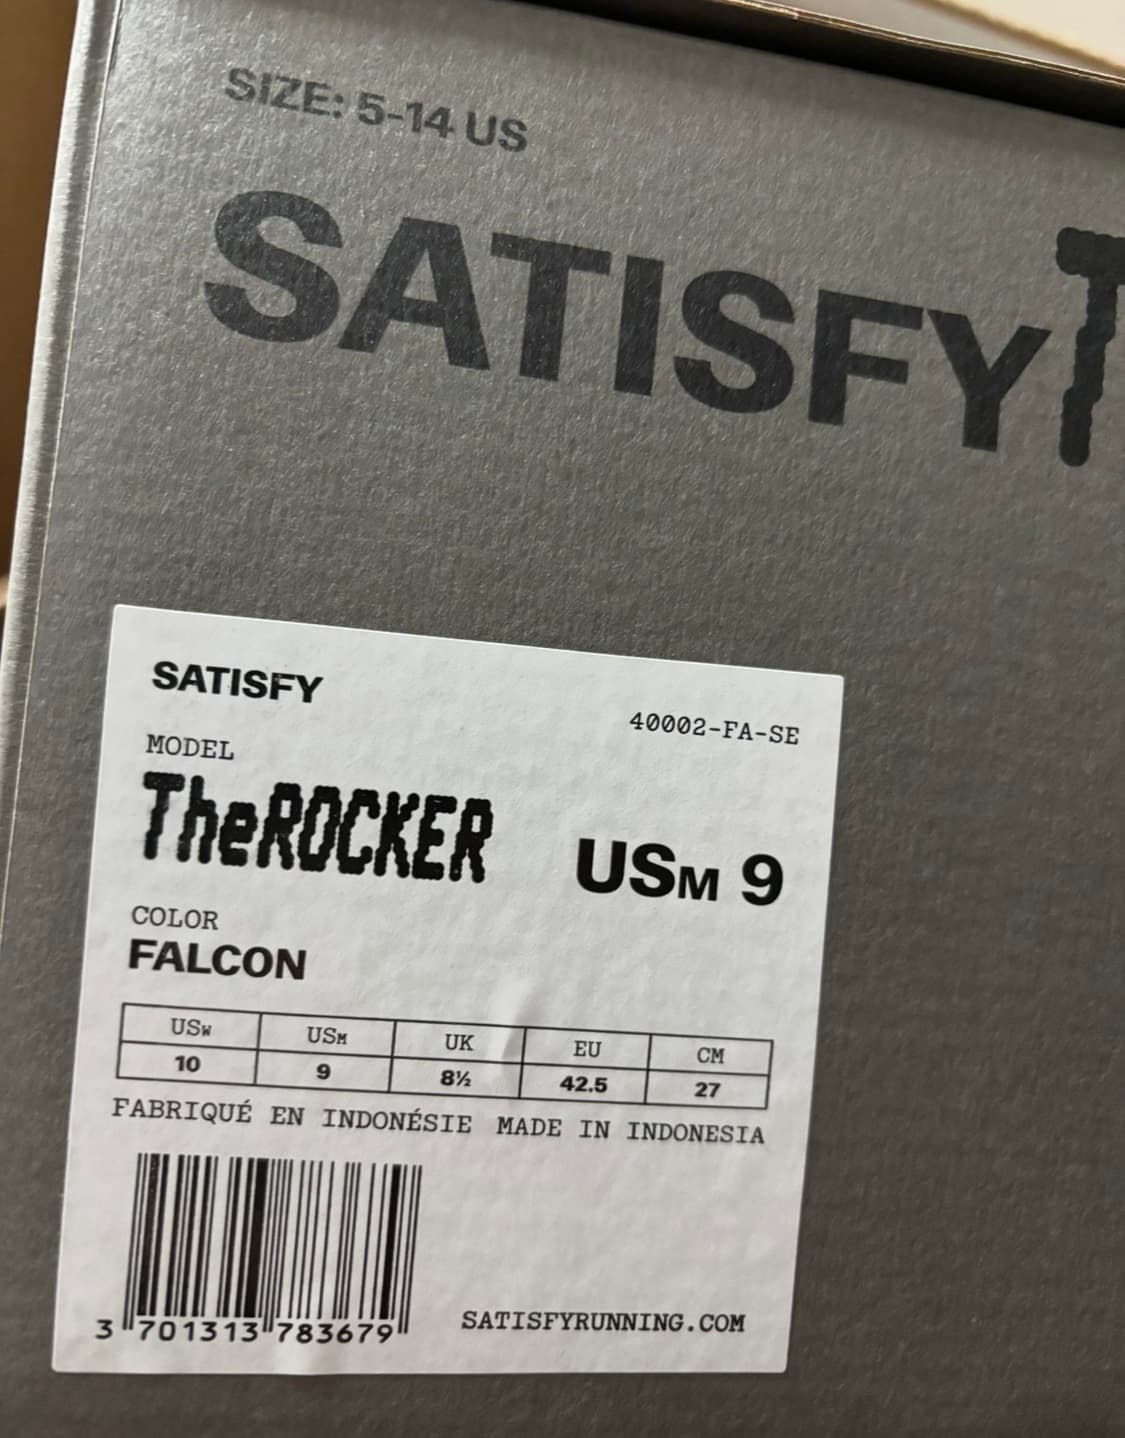 SIZE: 5-14 US
SATISFY
SATISFY
40002-FA-SE
MODEL
TheROCKER
USM 9
COLOR
FALCON
USW USM UK EU CM
10 9 8½ 42.5 27
FABRIQUÉ EN INDONÉSIE MADE IN INDONESIA
3 701313 783679
SATISFYRUNNING.COM